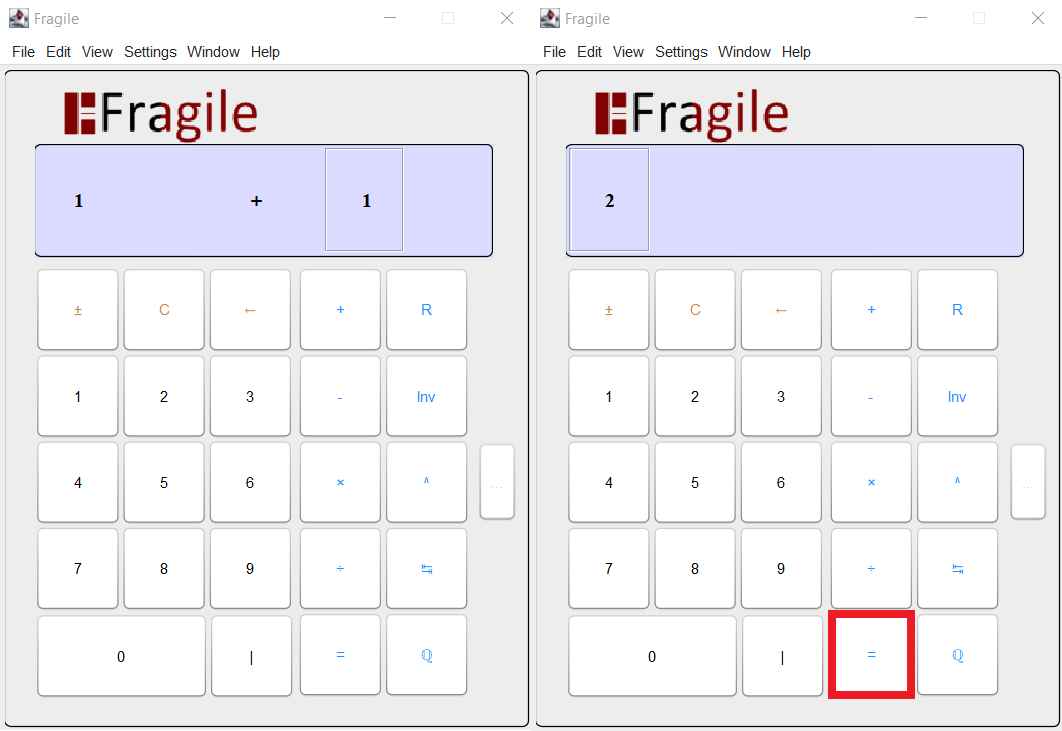 Fragile
File Edit View Settings Window Help
Fragile
1 + 1
± C ← + R
1 2 3 - Inv
4 5 6 × ^
...
7 8 9 ÷ ↹
0 | = ℚ
Fragile
File Edit View Settings Window Help
Fragile
2
± C ← + R
1 2 3 - Inv
4 5 6 × ^
...
7 8 9 ÷ ↹
0 | = ℚ